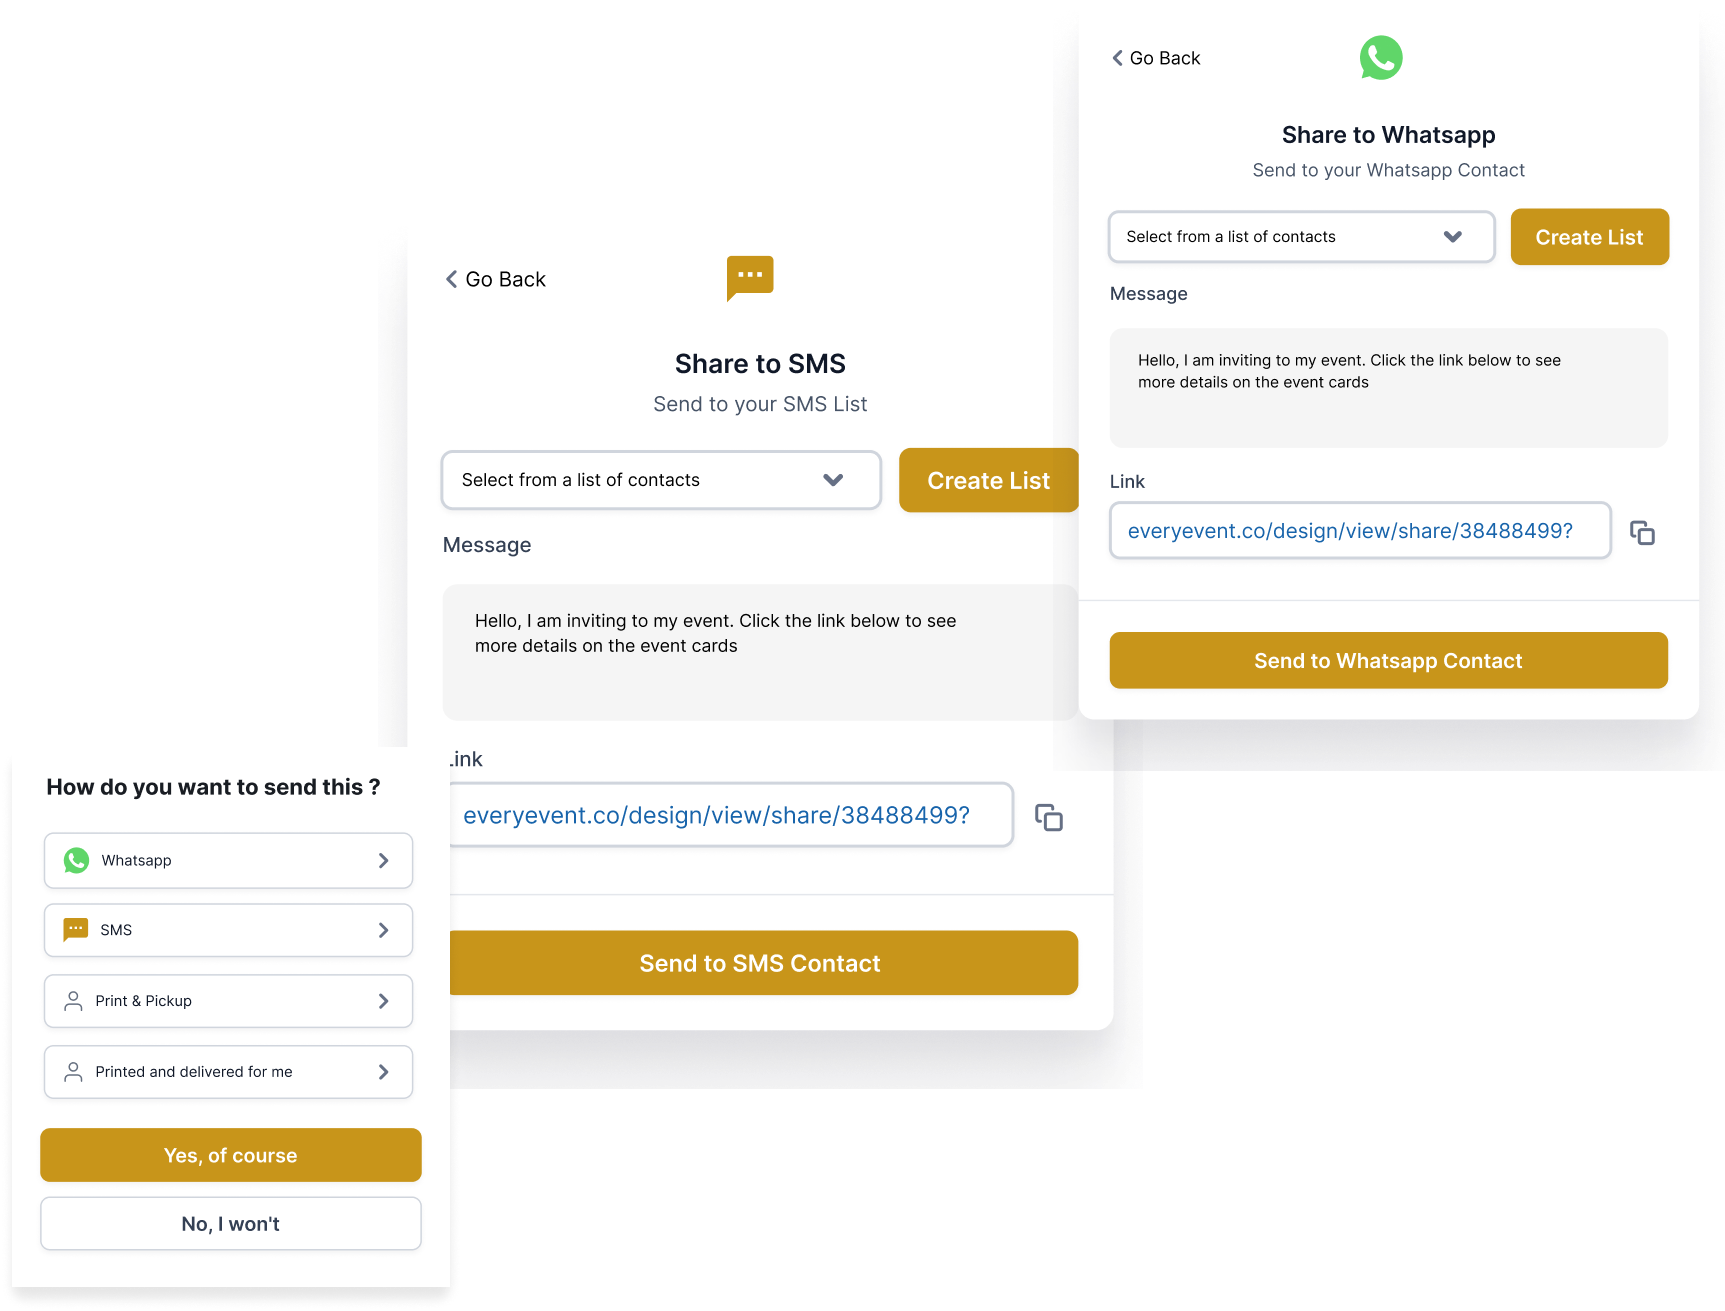 Go Back
Share to Whatsapp
Send to your Whatsapp Contact
Select from a list of contacts
Create List
Message
Hello, I am inviting to my event. Click the link below to see
more details on the event cards
Link
everyevent.co/design/view/share/38488499?
Send to Whatsapp Contact
Go Back
Share to SMS
Send to your SMS List
Select from a list of contacts
Create List
Message
Hello, I am inviting to my event. Click the link below to see
more details on the event cards
Link
everyevent.co/design/view/share/38488499?
Send to SMS Contact
How do you want to send this ?
Whatsapp
SMS
Print & Pickup
Printed and delivered for me
Yes, of course
No, I won't